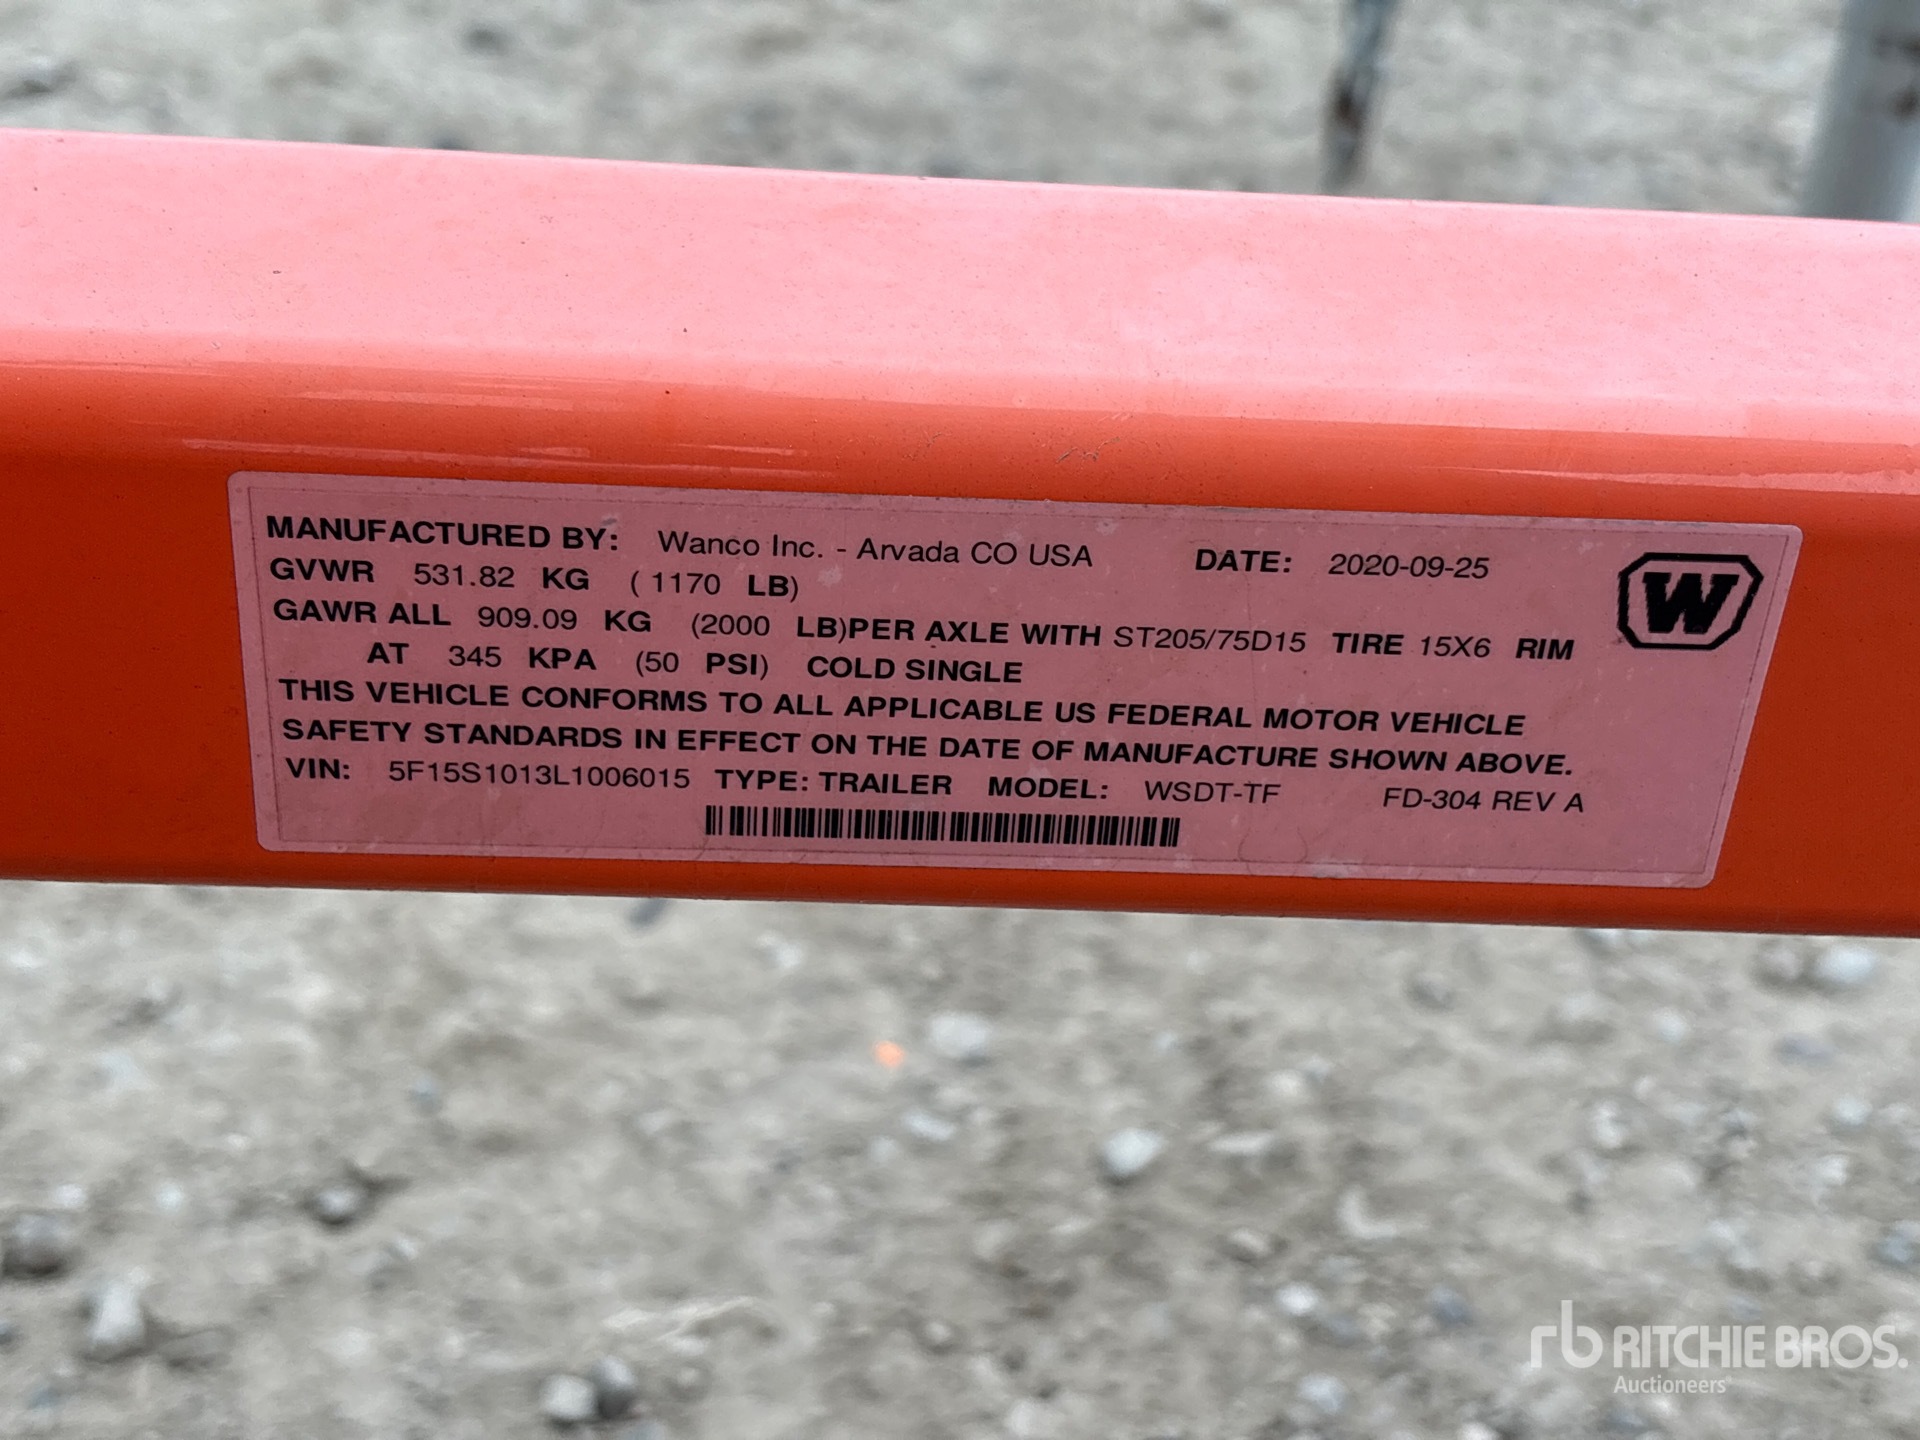 MANUFACTURED BY: Wanco Inc. - Arvada CO USA DATE: 2020-09-25
GVWR 531.82 KG ( 1170 LB)
GAWR ALL 909.09 KG (2000 LB)PER AXLE WITH ST205/75D15 TIRE 15X6 RIM
AT 345 KPA (50 PSI) COLD SINGLE
THIS VEHICLE CONFORMS TO ALL APPLICABLE US FEDERAL MOTOR VEHICLE
SAFETY STANDARDS IN EFFECT ON THE DATE OF MANUFACTURE SHOWN ABOVE.
VIN: 5F15S1013L1006015 TYPE: TRAILER MODEL: WSDT-TF FD-304 REV A
W
rb RITCHIE BROS.
Auctioneers